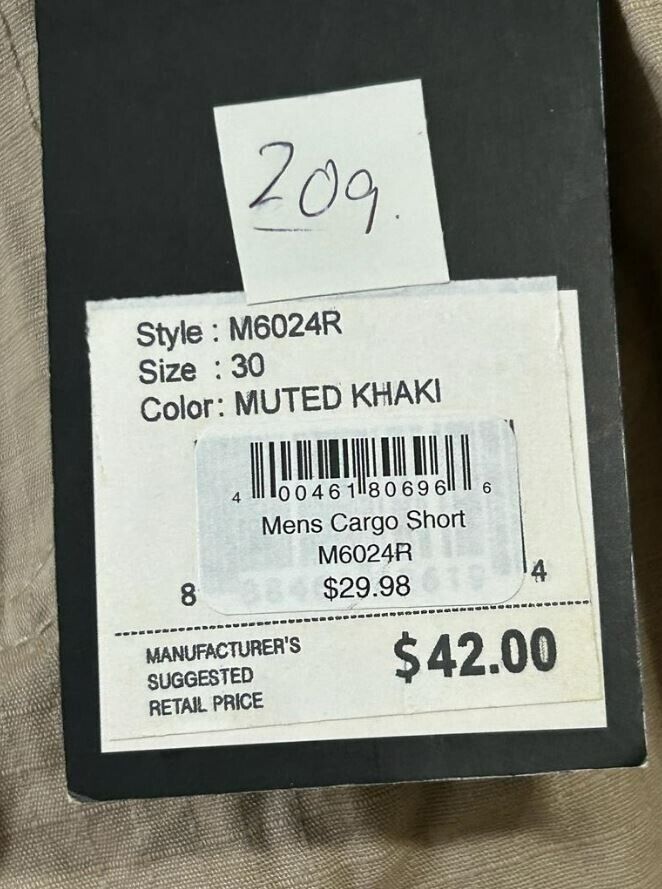 209.
Style : M6024R
Size : 30
Color: MUTED KHAKI
4 00461 80696 6
Mens Cargo Short
M6024R
$29.98
8 4
MANUFACTURER'S
SUGGESTED
RETAIL PRICE
$42.00